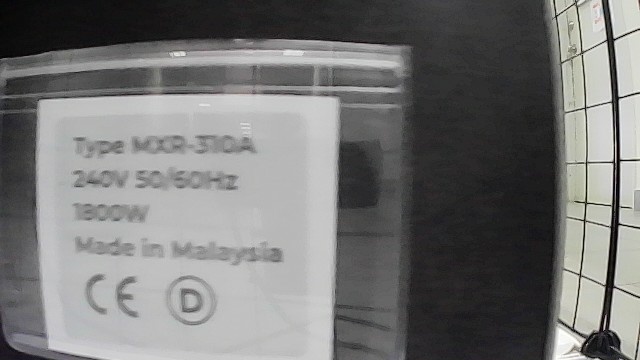 Type MXR-310A
240V 50/60Hz
1800W
Made in Malaysia
CE D